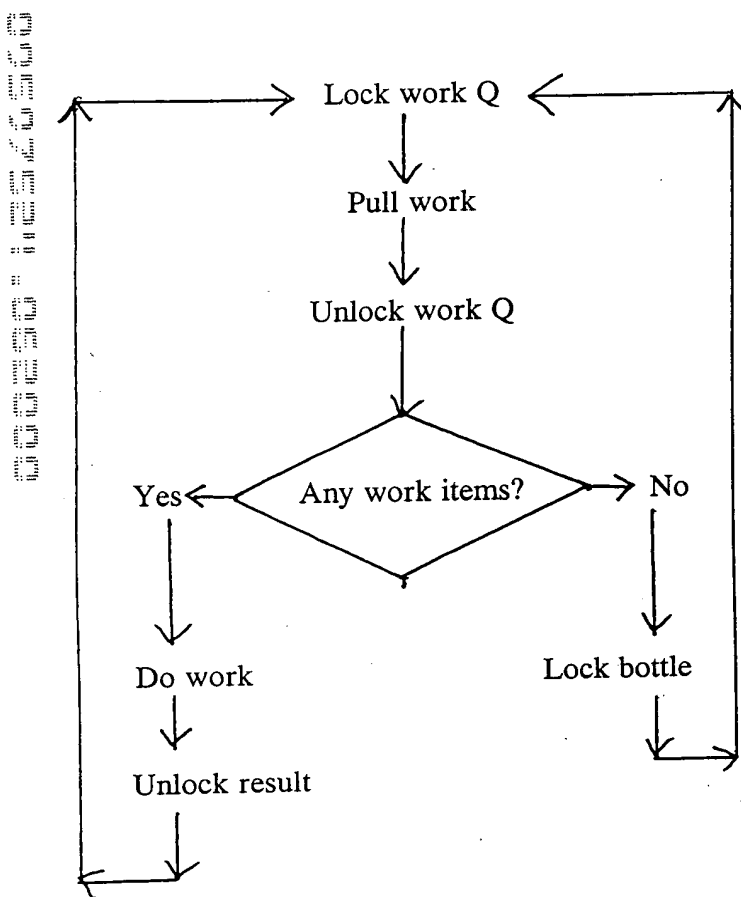 Lock work Q
Pull work
Unlock work Q
Any work items?
Yes
No
Do work
Lock bottle
Unlock result